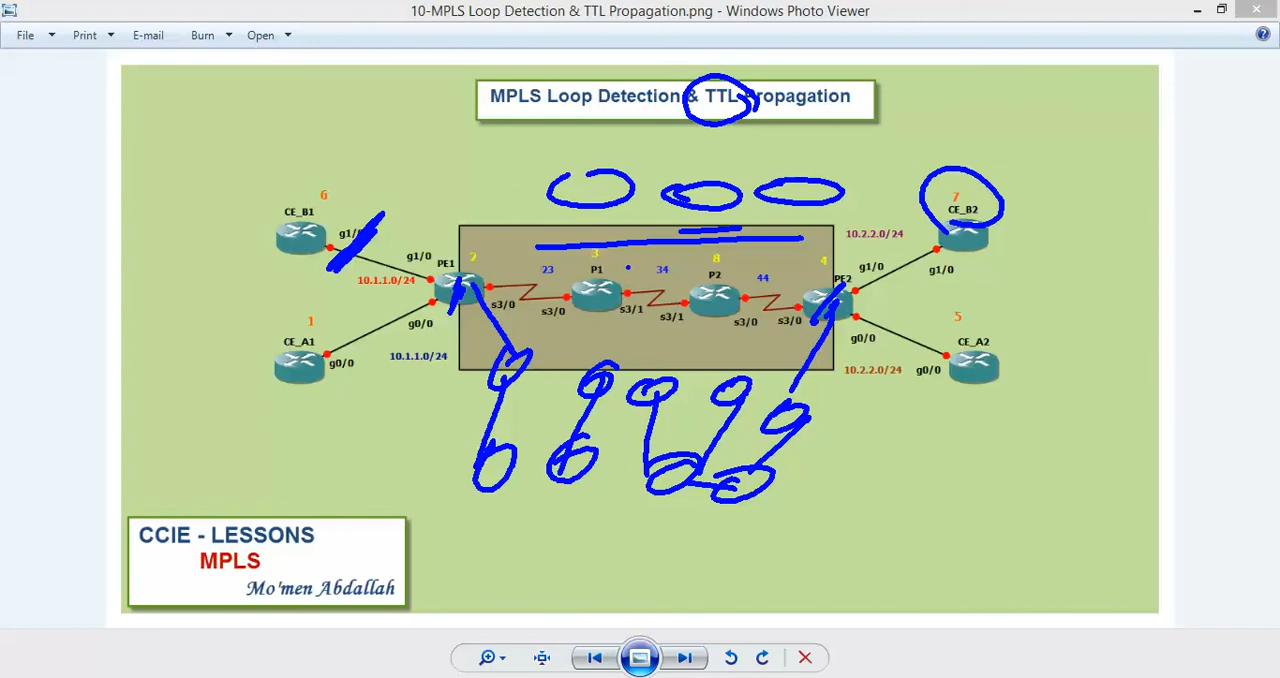 10-MPLS Loop Detection & TTL Propagation.png - Windows Photo Viewer
File Print E-mail Burn Open
MPLS Loop Detection & TTL Propagation
6
CE_B1
g1/0
g1/0
10.1.1.0/24
PE1
2
23
P1
3
34
P2
8
44
4
PE2
10.2.2.0/24
7
CE_B2
g1/0
g1/0
s3/0
s3/0
s3/1
s3/1
s3/0
s3/0
1
CE_A1
g0/0
g0/0
10.1.1.0/24
g0/0
10.2.2.0/24
g0/0
5
CE_A2
CCIE - LESSONS
MPLS
Mo'men Abdallah